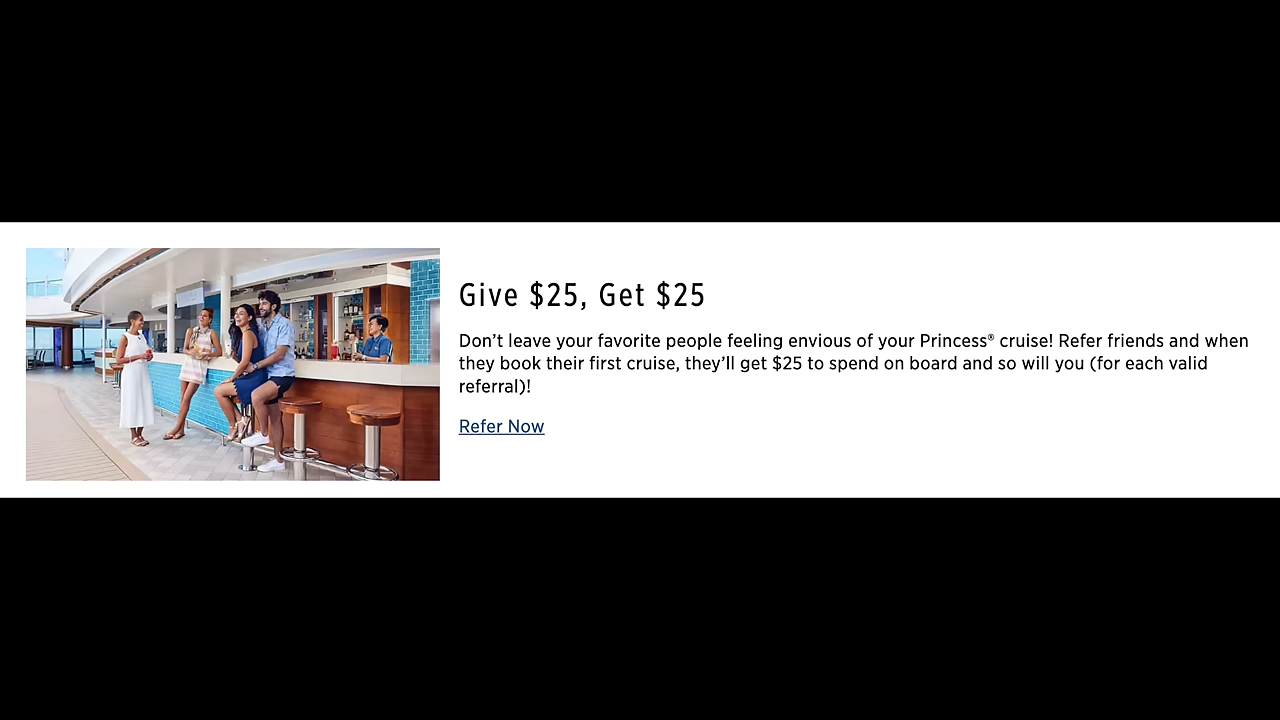 Give $25, Get $25
Don’t leave your favorite people feeling envious of your Princess® cruise! Refer friends and when
they book their first cruise, they’ll get $25 to spend on board and so will you (for each valid
referral)!
Refer Now